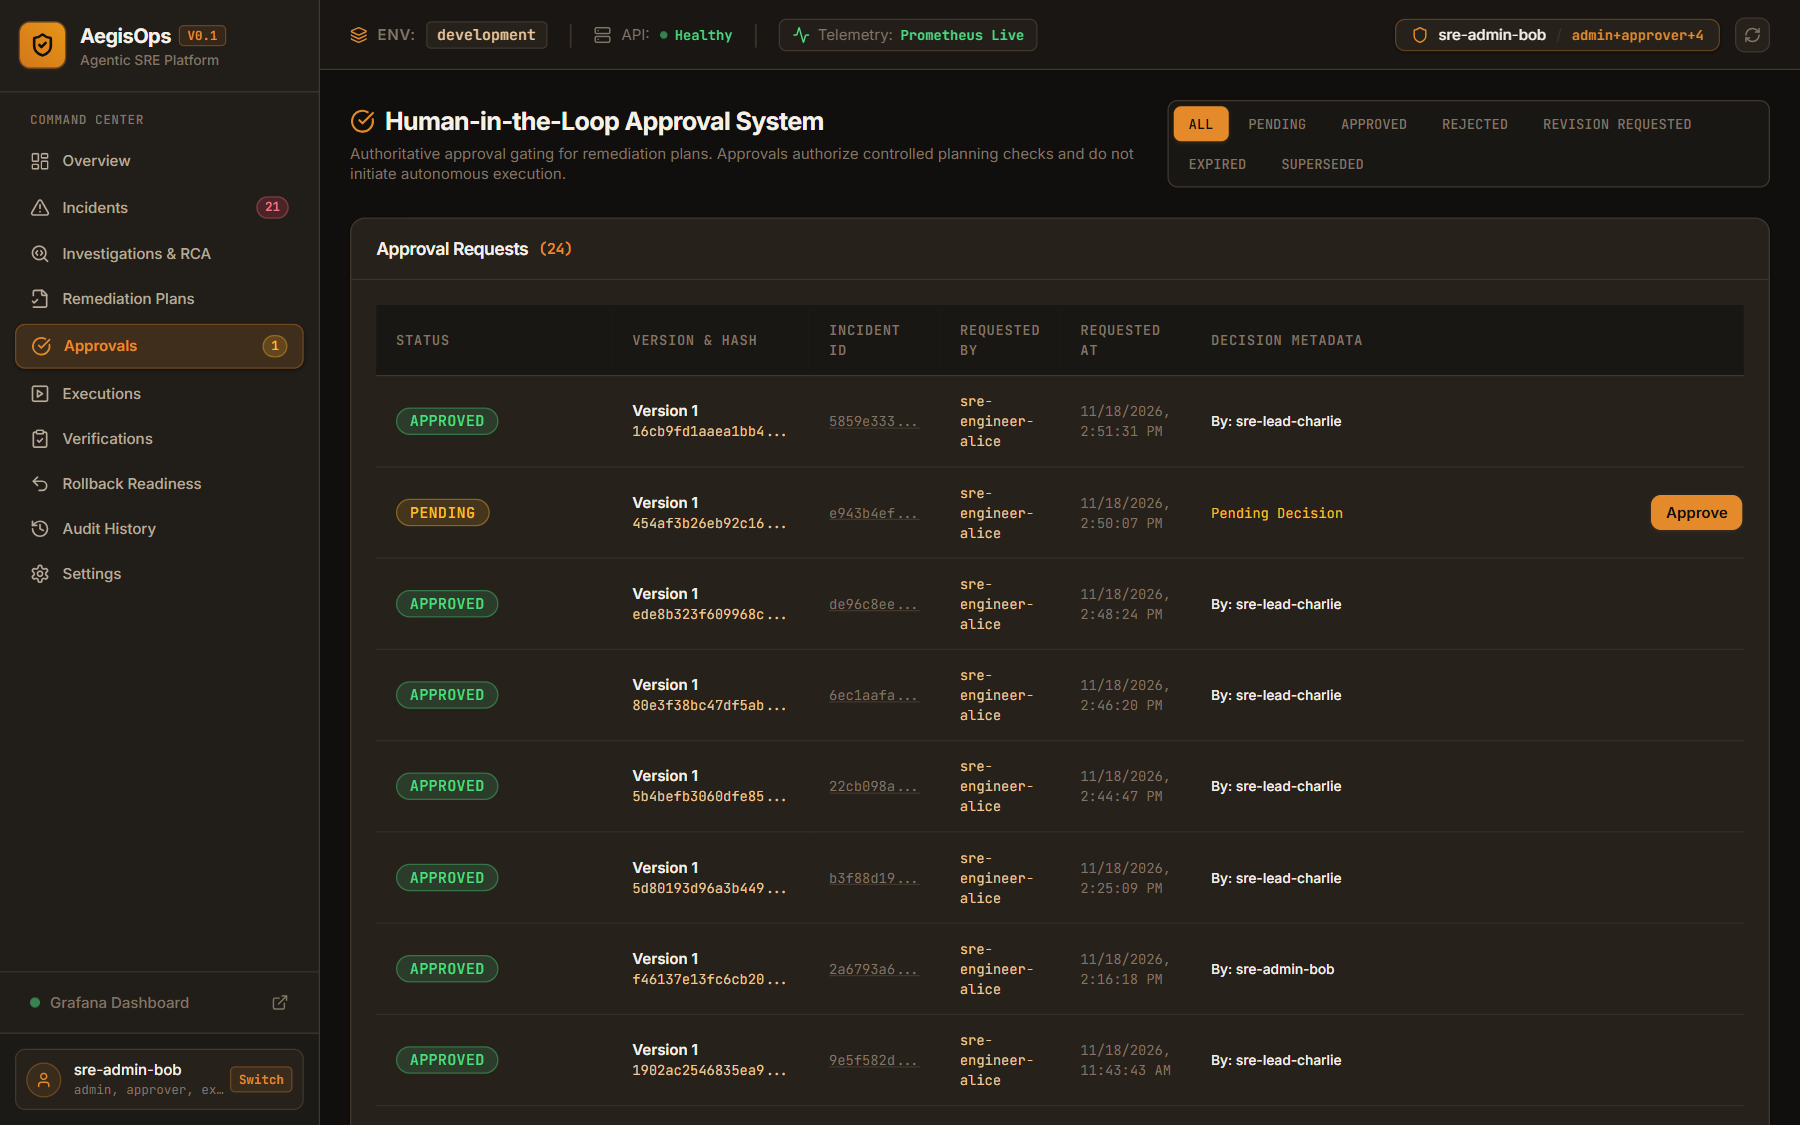 AegisOps V0.1
Agentic SRE Platform
COMMAND CENTER
Overview
Incidents 21
Investigations & RCA
Remediation Plans
Approvals 1
Executions
Verifications
Rollback Readiness
Audit History
Settings
Grafana Dashboard
sre-admin-bob
admin, approver, ex…
Switch
ENV: development
API: Healthy
Telemetry: Prometheus Live
sre-admin-bob / admin+approver+4
Human-in-the-Loop Approval System
Authoritative approval gating for remediation plans. Approvals authorize controlled planning checks and do not
initiate autonomous execution.
ALL PENDING APPROVED REJECTED REVISION REQUESTED
EXPIRED SUPERSEDED
Approval Requests (24)
STATUS
VERSION & HASH
INCIDENT
ID
REQUESTED
BY
REQUESTED
AT
DECISION METADATA
APPROVED
Version 1
16cb9fd1aaea1bb4...
5859e333...
sre-
engineer-
alice
11/18/2026,
2:51:31 PM
By: sre-lead-charlie
PENDING
Version 1
454af3b26eb92c16...
e943b4ef...
sre-
engineer-
alice
11/18/2026,
2:50:07 PM
Pending Decision
Approve
APPROVED
Version 1
ede8b323f609968c...
de96c8ee...
sre-
engineer-
alice
11/18/2026,
2:48:24 PM
By: sre-lead-charlie
APPROVED
Version 1
80e3f38bc47df5ab...
6ec1aafa...
sre-
engineer-
alice
11/18/2026,
2:46:20 PM
By: sre-lead-charlie
APPROVED
Version 1
5b4befb3060dfe85...
22cb098a...
sre-
engineer-
alice
11/18/2026,
2:44:47 PM
By: sre-lead-charlie
APPROVED
Version 1
5d80193d96a3b449...
b3f88d19...
sre-
engineer-
alice
11/18/2026,
2:25:09 PM
By: sre-lead-charlie
APPROVED
Version 1
f46137e13fc6cb20...
2a6793a6...
sre-
engineer-
alice
11/18/2026,
2:16:18 PM
By: sre-admin-bob
APPROVED
Version 1
1902ac2546835ea9...
9e5f582d...
sre-
engineer-
alice
11/18/2026,
11:43:43 AM
By: sre-lead-charlie